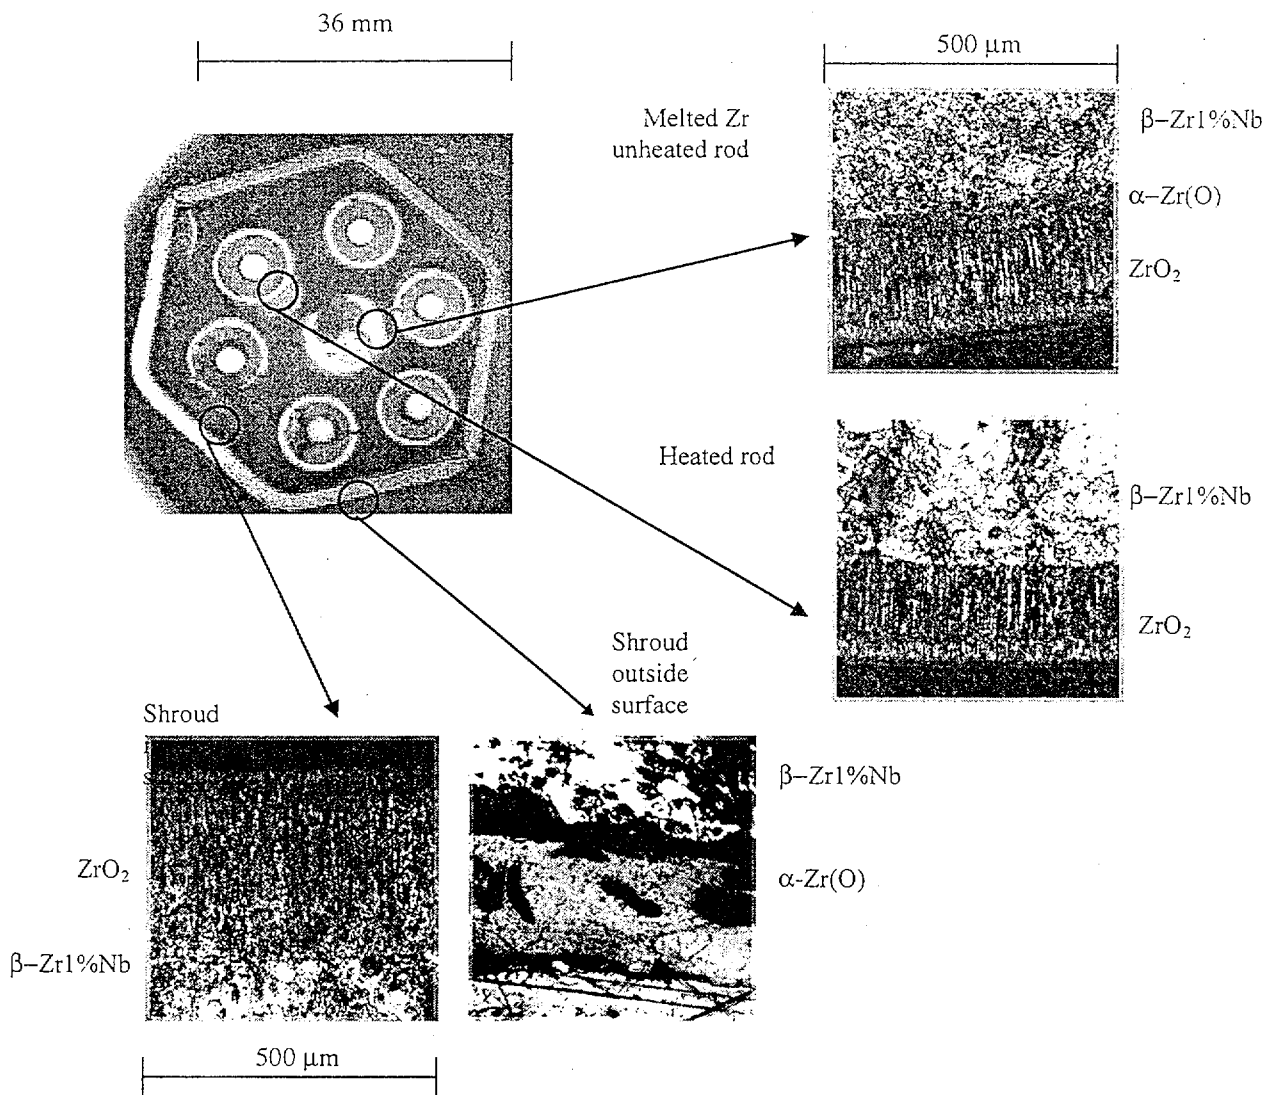 36 mm
500 μm
Melted Zr
unheated rod
β–Zr1%Nb
α–Zr(O)
ZrO₂
Heated rod
β–Zr1%Nb
ZrO₂
Shroud
outside
surface
Shroud
ZrO₂
β–Zr1%Nb
β–Zr1%Nb
α-Zr(O)
500 μm